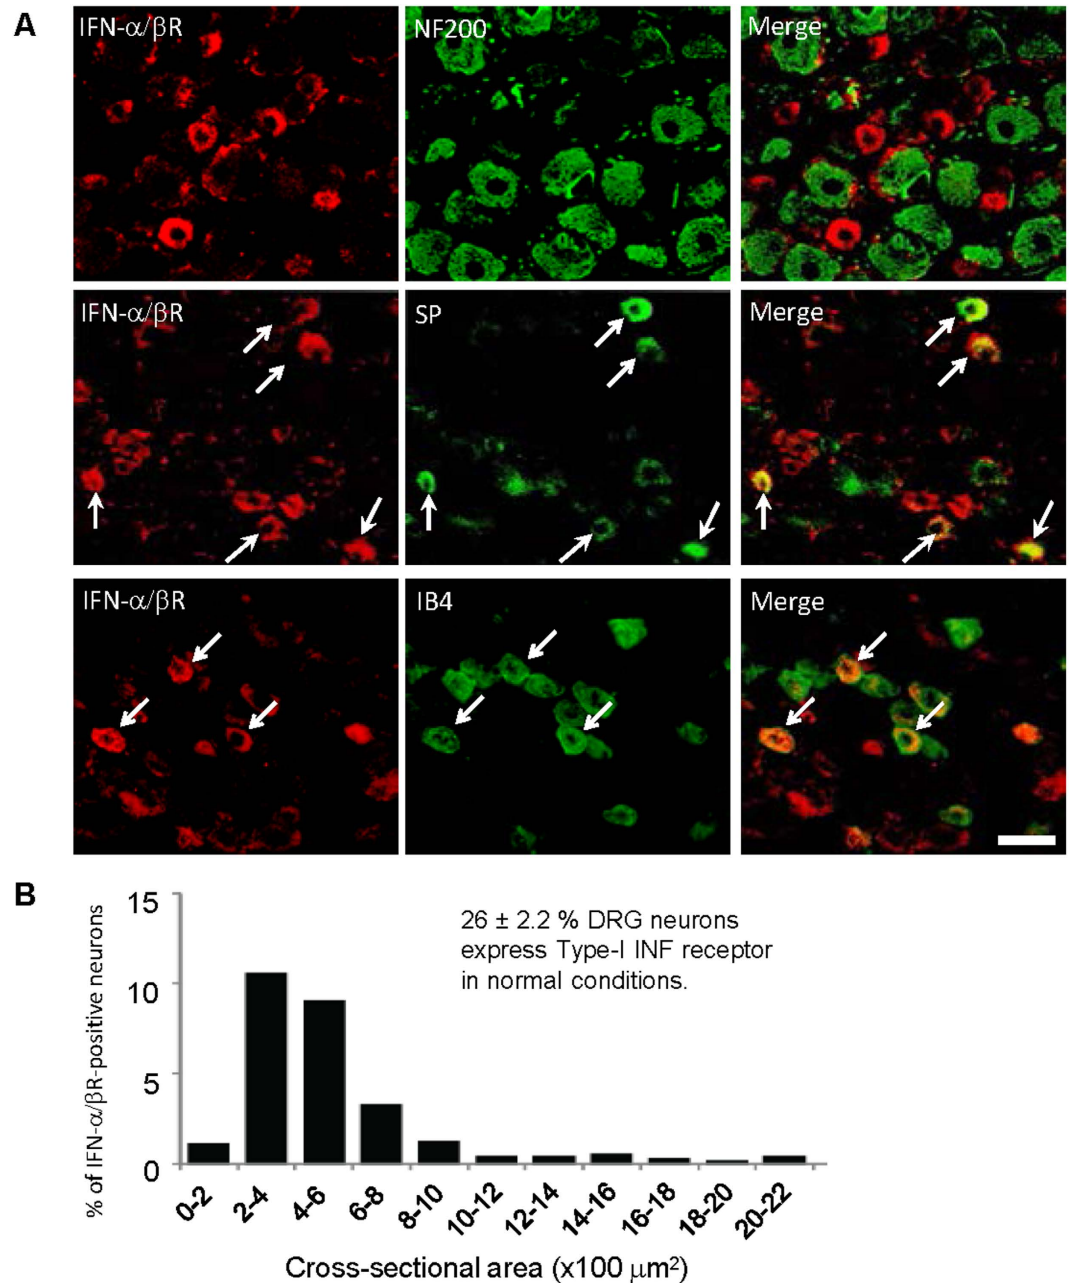 A
IFN-α/βR
NF200
Merge
IFN-α/βR
SP
Merge
IFN-α/βR
IB4
Merge
B
% of IFN-α/βR-positive neurons
15
10
5
0
26 ± 2.2 % DRG neurons
express Type-I INF receptor
in normal conditions.
0-2
2-4
4-6
6-8
8-10
10-12
12-14
14-16
16-18
18-20
20-22
Cross-sectional area (x100 μm²)